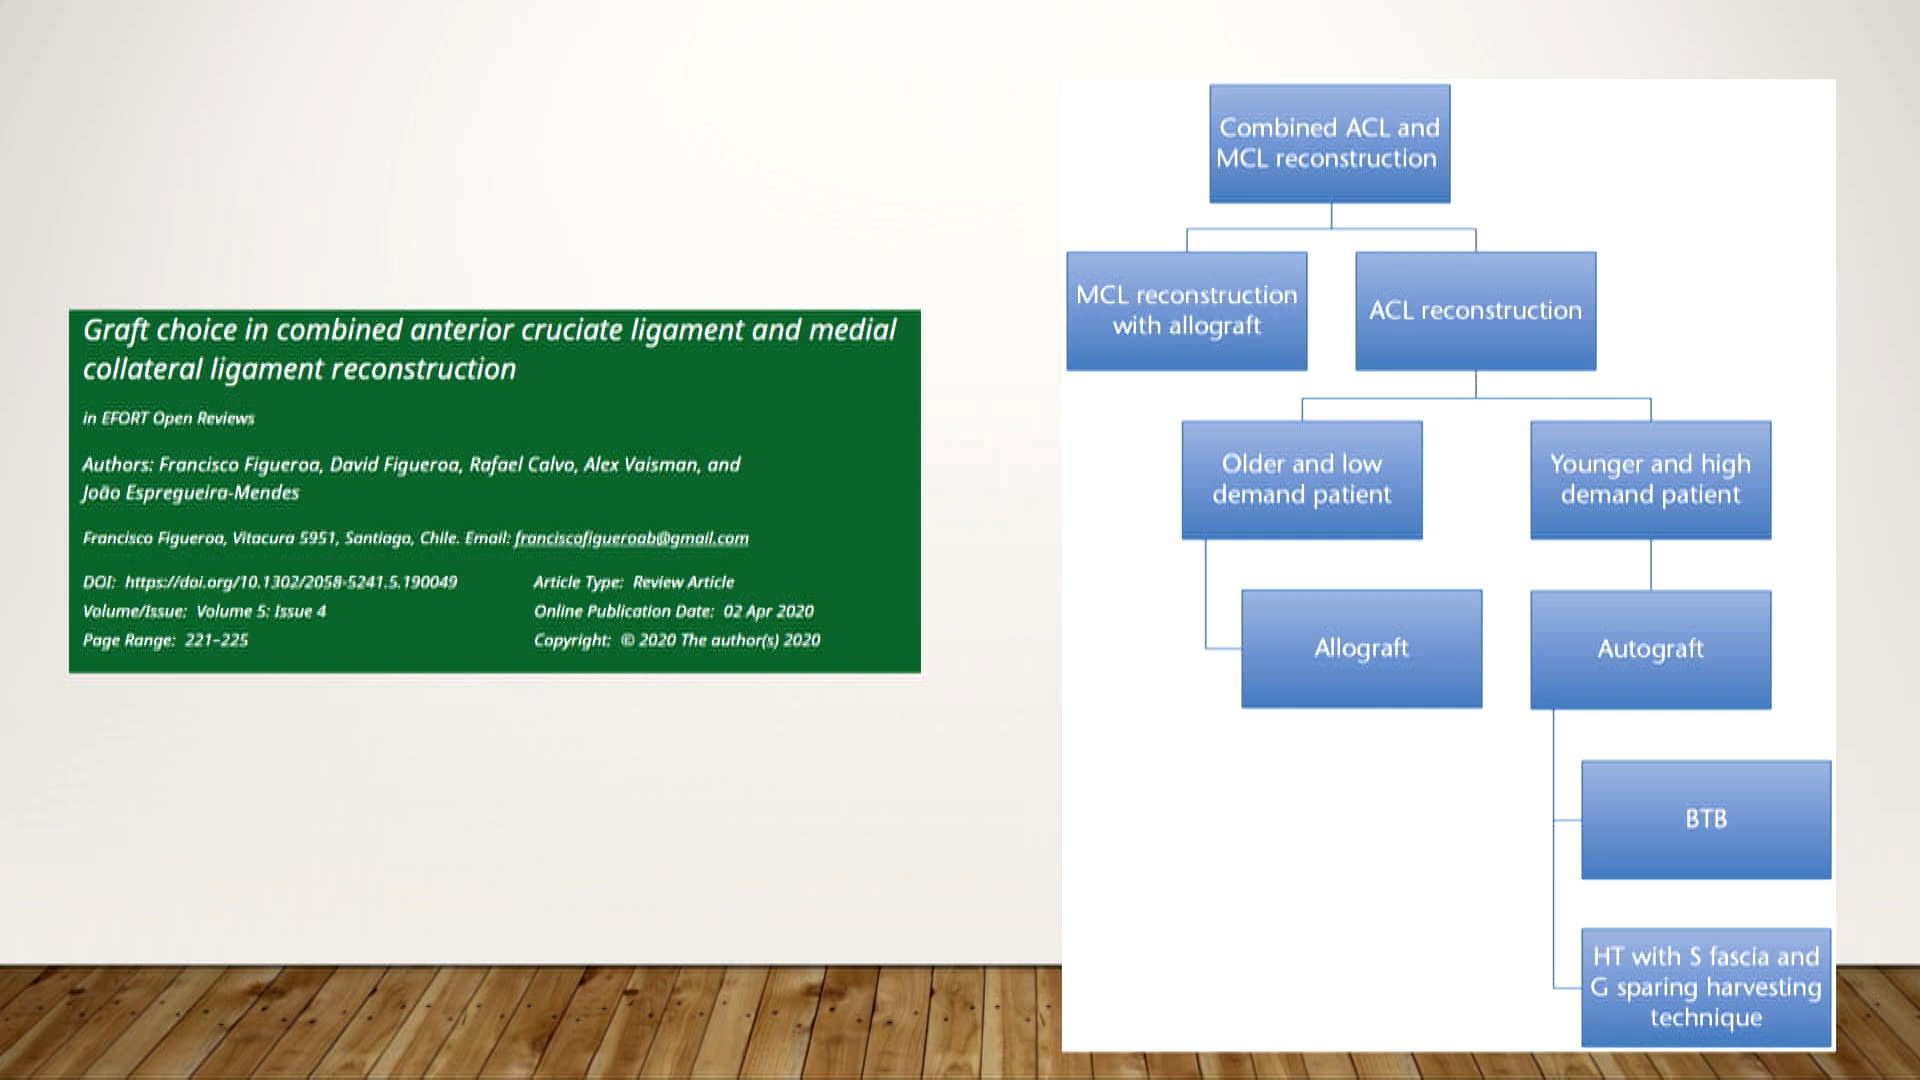 Graft choice in combined anterior cruciate ligament and medial
collateral ligament reconstruction
in EFORT Open Reviews
Authors: Francisco Figueroa, David Figueroa, Rafael Calvo, Alex Vaisman, and
João Espregueira-Mendes
Francisco Figueroa, Vitacura 5951, Santiago, Chile. Email: franciscofigueroab@gmail.com
DOI: https://doi.org/10.1302/2058-5241.5.190049
Article Type: Review Article
Volume/Issue: Volume 5: Issue 4
Online Publication Date: 02 Apr 2020
Page Range: 221–225
Copyright: © 2020 The author(s) 2020
Combined ACL and
MCL reconstruction
MCL reconstruction
with allograft
ACL reconstruction
Older and low
demand patient
Younger and high
demand patient
Allograft
Autograft
BTB
HT with S fascia and
G sparing harvesting
technique